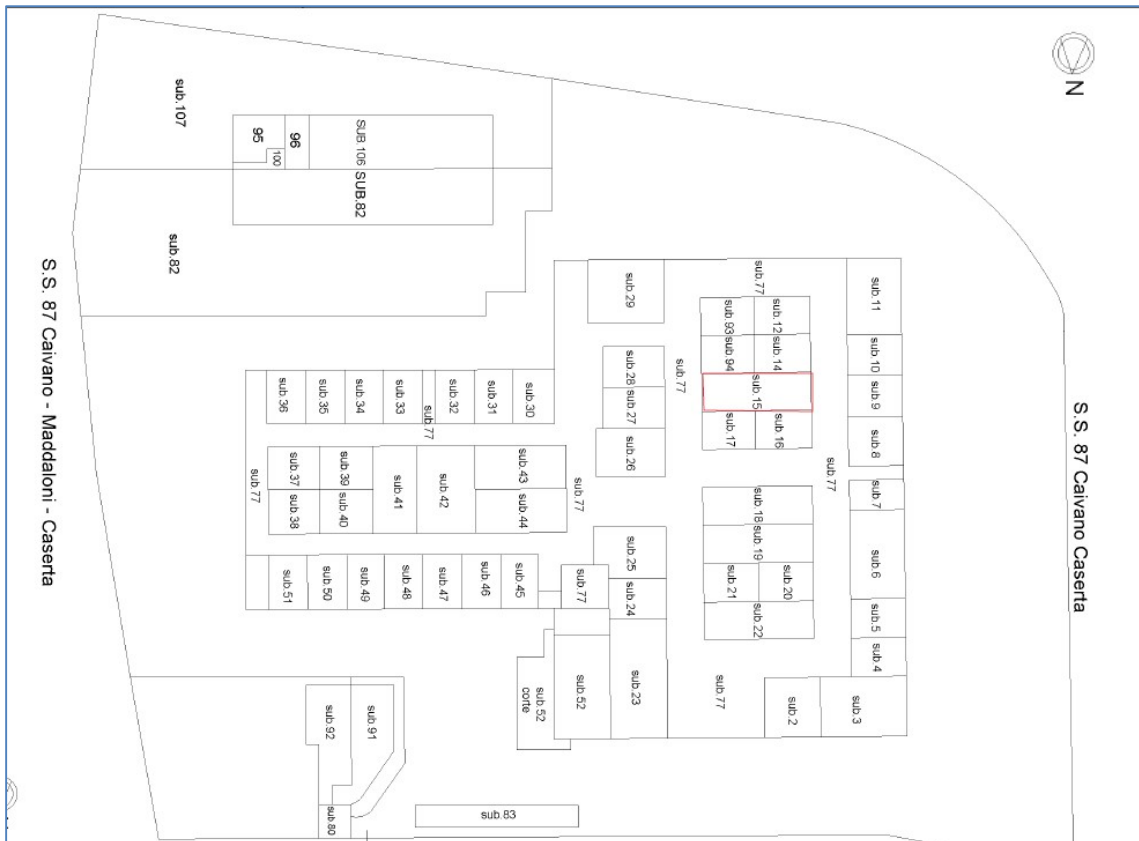 N
sub.107
95
96
100
SUB.106
SUB.82
sub.82
S.S. 87 Caivano - Maddaloni - Caserta
S.S. 87 Caivano Caserta
sub.29
sub.77
sub.11
sub.93
sub.12
sub.94
sub.14
sub.10
sub.28
sub.77
sub.15
sub.9
sub.27
sub.17
sub.16
sub.8
sub.26
sub.36
sub.35
sub.34
sub.33
sub.77
sub.32
sub.31
sub.30
sub.77
sub.37
sub.39
sub.41
sub.42
sub.43
sub.77
sub.38
sub.40
sub.44
sub.77
sub.7
sub.18
sub.19
sub.6
sub.25
sub.21
sub.20
sub.51
sub.50
sub.49
sub.48
sub.47
sub.46
sub.45
sub.77
sub.24
sub.22
sub.5
sub.4
sub.52
corte
sub.52
sub.23
sub.77
sub.2
sub.3
sub.92
sub.91
sub.80
sub.83